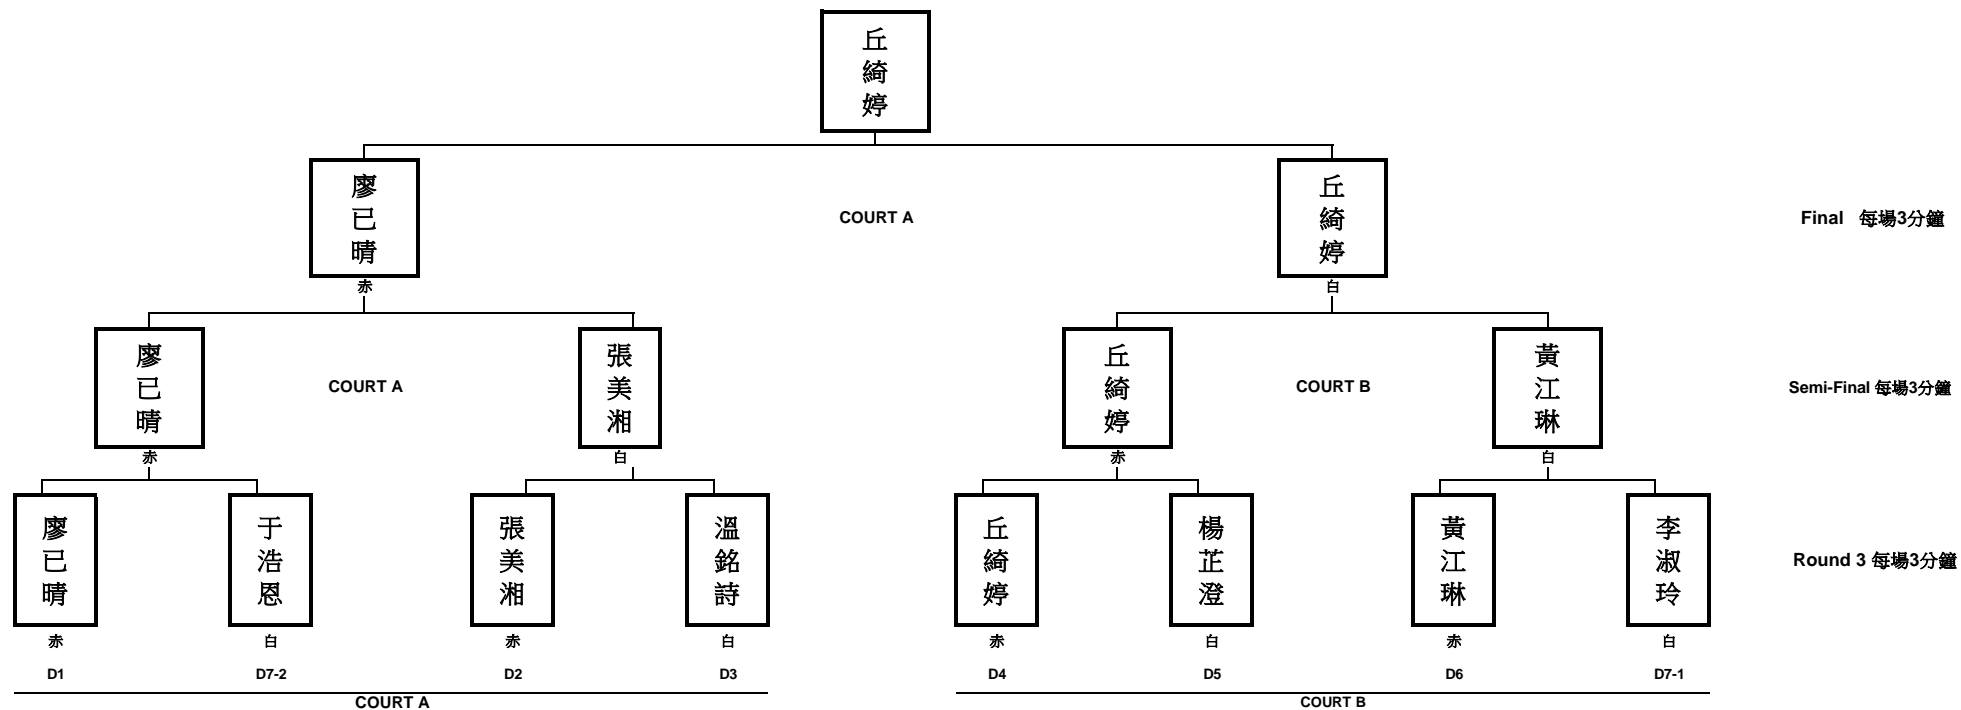 丘綺婷
廖已晴
COURT A
丘綺婷
Final 每場3分鐘
赤
白
廖已晴
COURT A
張美湘
丘綺婷
COURT B
黃江琳
Semi-Final 每場3分鐘
赤
白
赤
白
廖已晴
于浩恩
張美湘
溫銘詩
丘綺婷
楊芷澄
黃江琳
李淑玲
Round 3 每場3分鐘
赤
白
赤
白
赤
白
赤
白
D1
D7-2
D2
D3
D4
D5
D6
D7-1
COURT A
COURT B